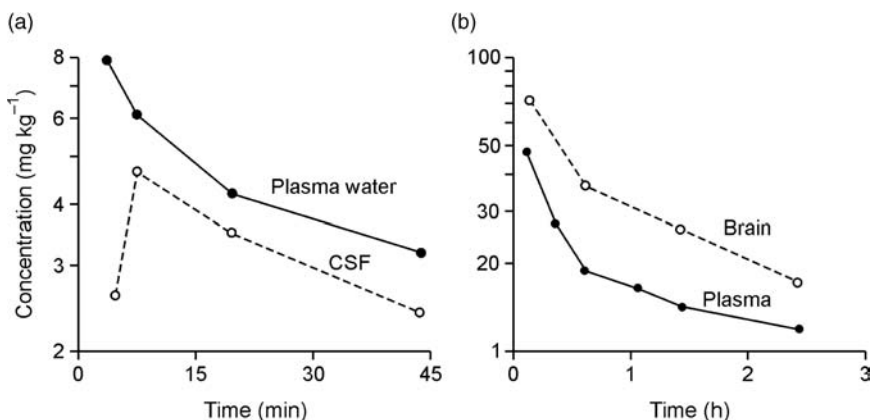 (a)
Concentration (mg kg⁻¹)
8
6
4
3
2
0
15
30
45
Time (min)
Plasma water
CSF
(b)
100
50
30
20
1
0
1
2
3
Time (h)
Brain
Plasma